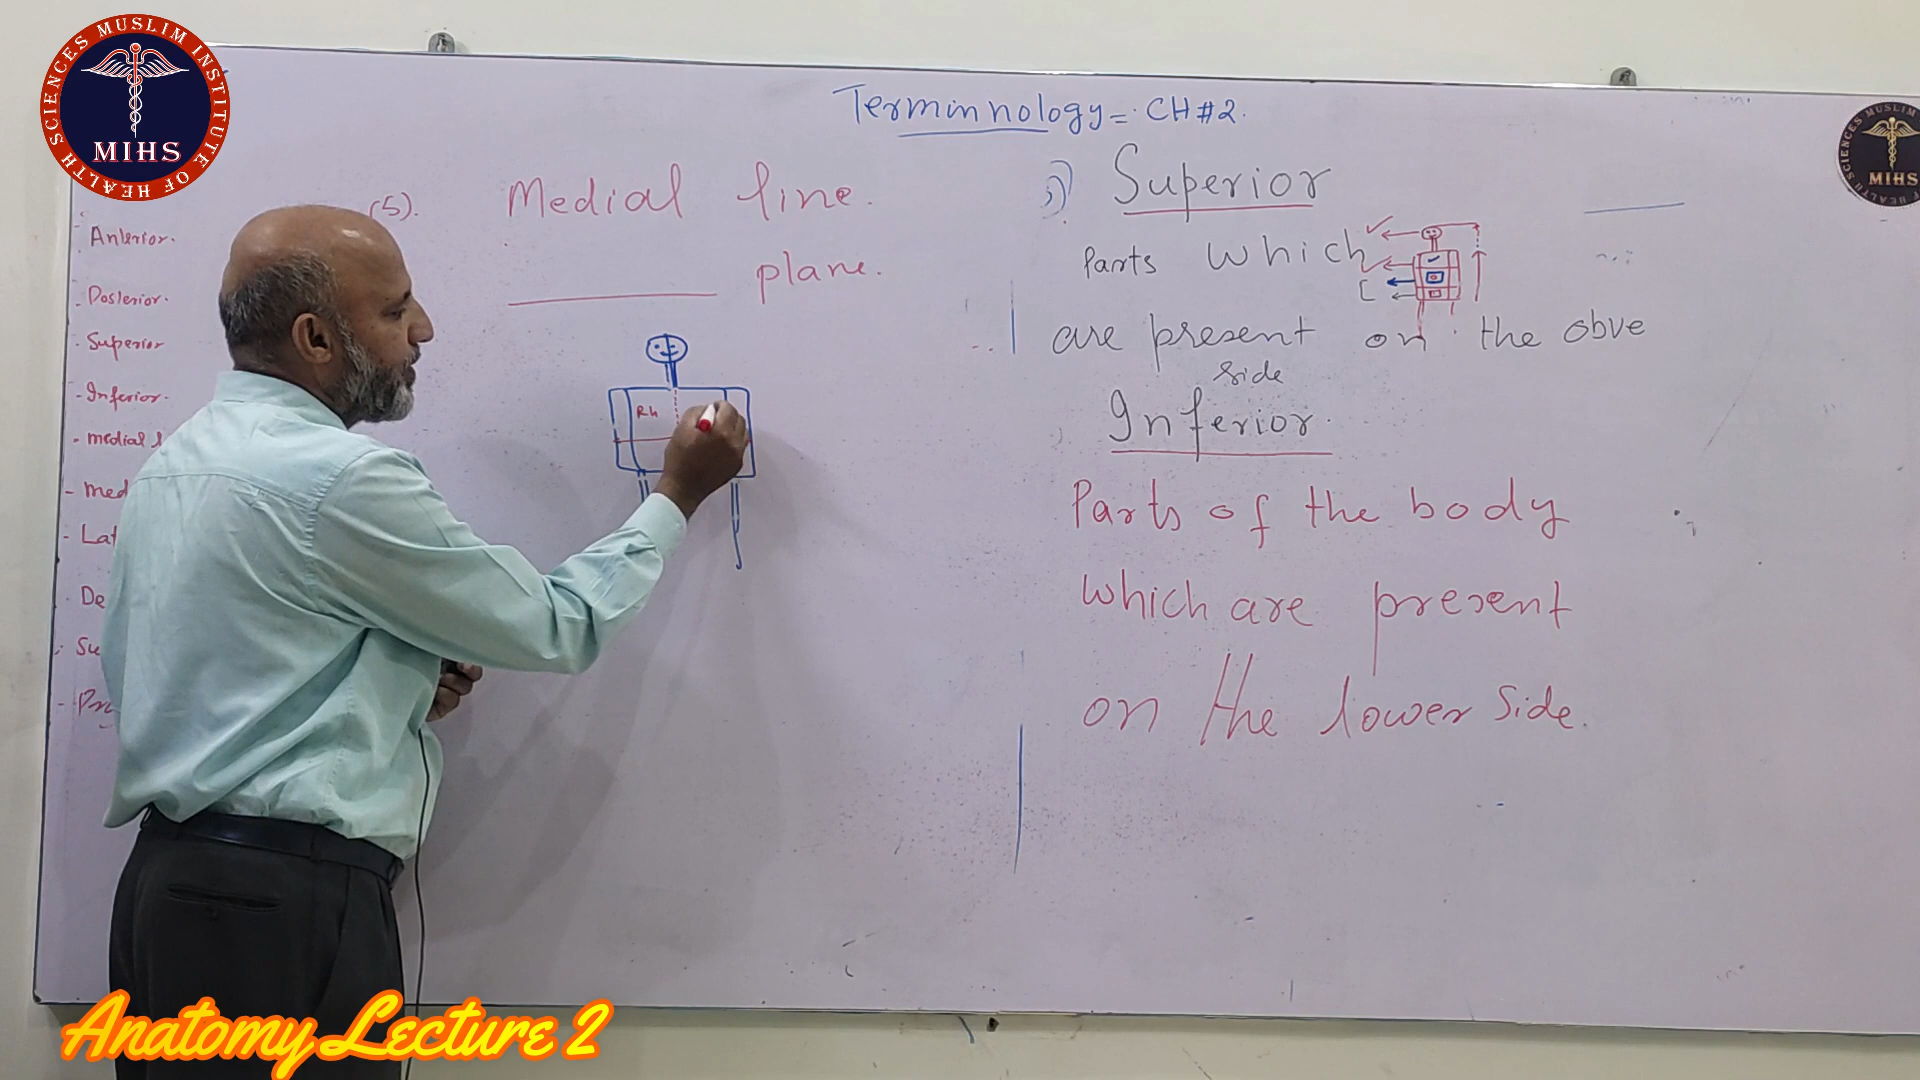 MUSLIM INSTITUTE OF HEALTH SCIENCES
MIHS
Terminnology = CH#2.
Anterior.
Posterior.
Superior
- Inferior.
- medial
- med
- Lat
De
Su
(5). Medial line.
plane.
Rh
Superior
Parts which
are present on the obve
side
Inferior.
Parts of the body
which are present
on the lower side.
MUSLIM
SCIENCES
MIHS
Anatomy Lecture 2